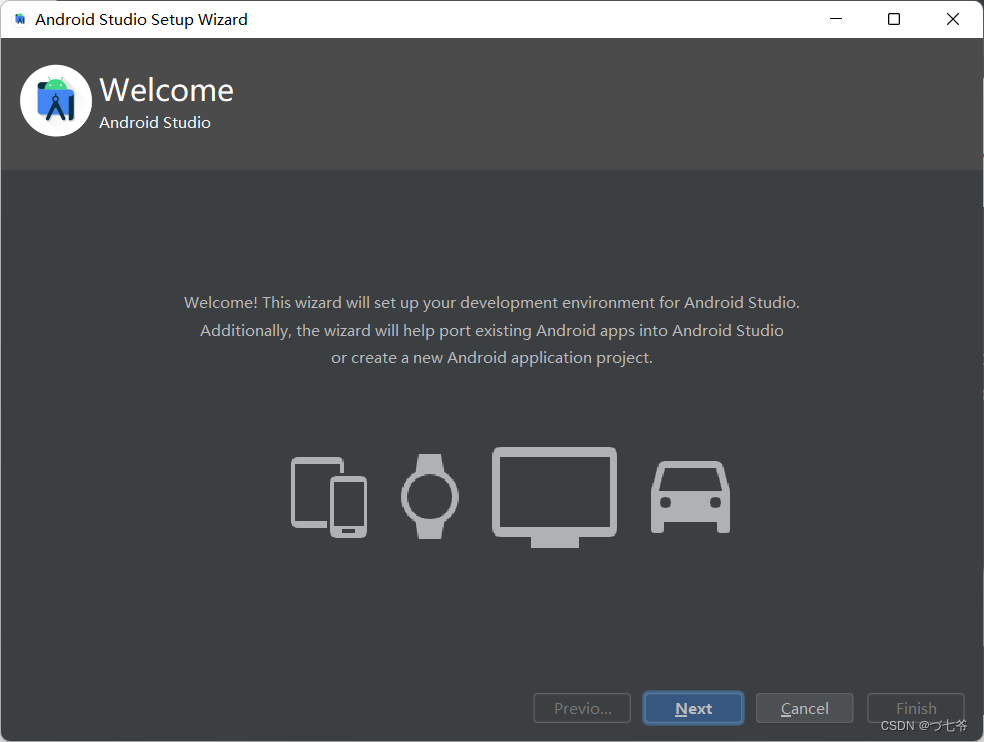 Android Studio Setup Wizard
Welcome
Android Studio
Welcome! This wizard will set up your development environment for Android Studio.
Additionally, the wizard will help port existing Android apps into Android Studio
or create a new Android application project.
Previo... Next Cancel Finish
CSDN @づ七爷